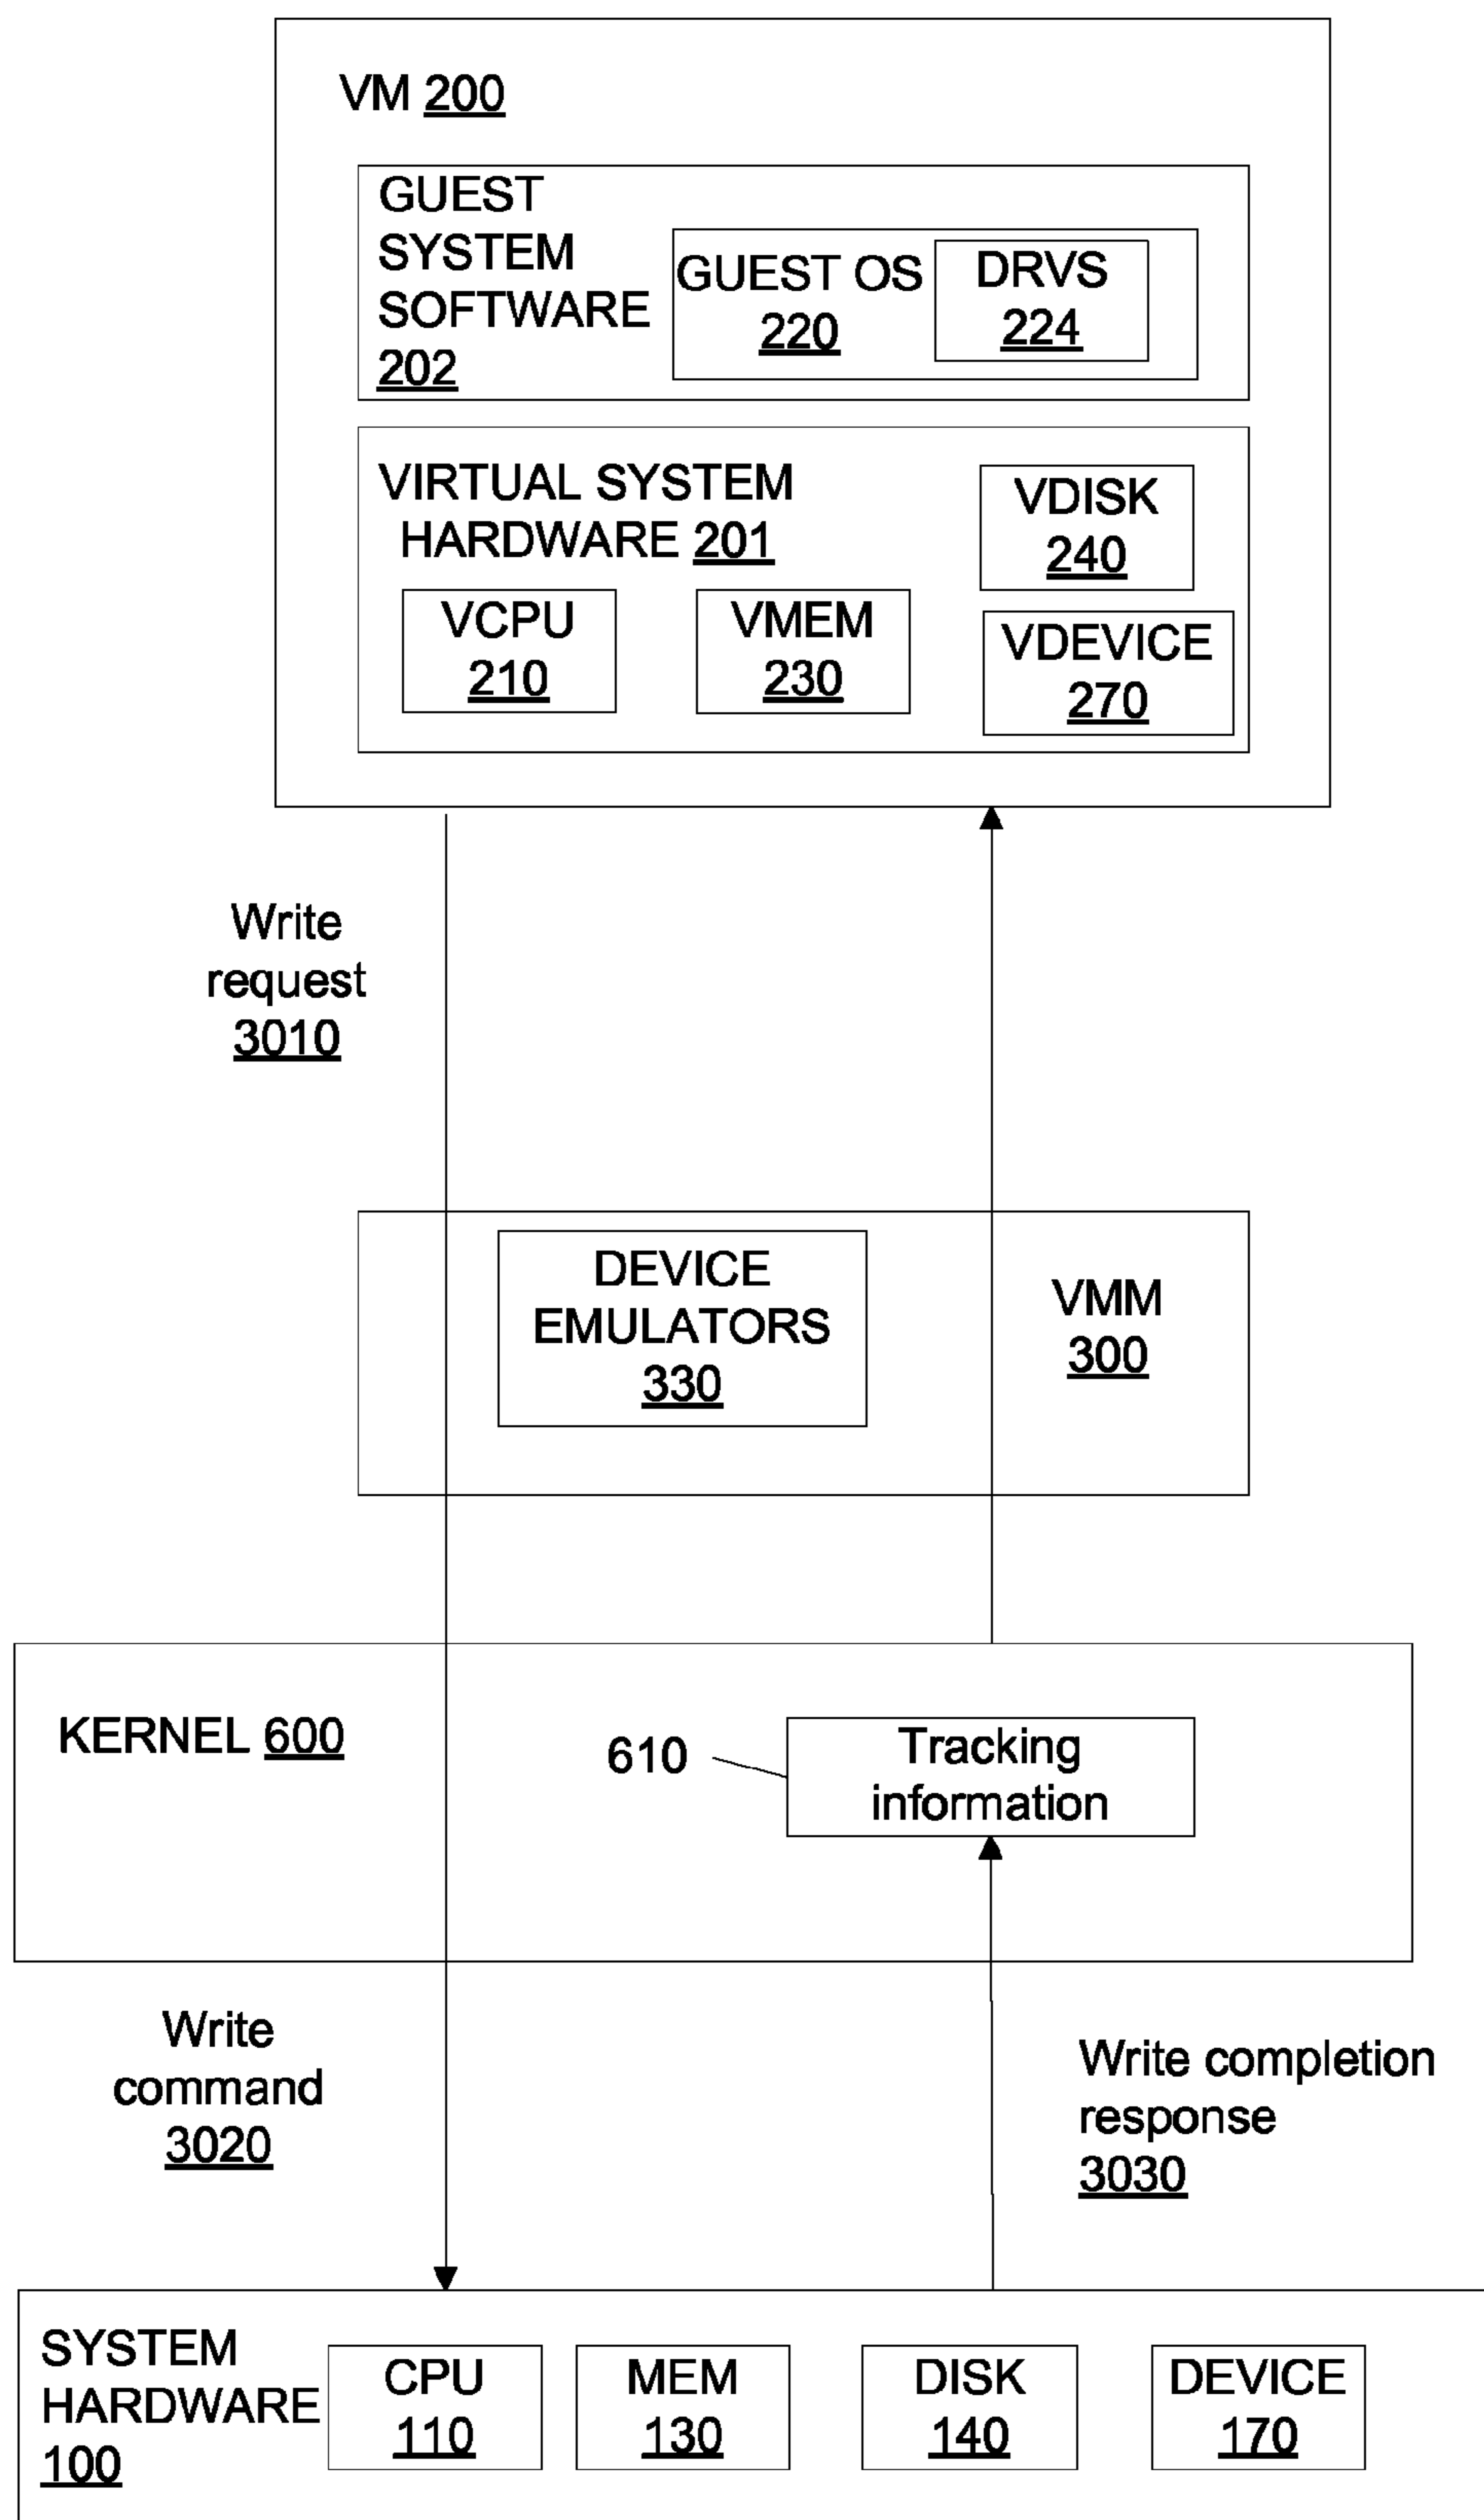 VM 200
GUEST
SYSTEM
SOFTWARE
202
GUEST OS
220
DRVS
224
VIRTUAL SYSTEM
HARDWARE 201
VDISK
240
VCPU
210
VMEM
230
VDEVICE
270
Write
request
3010
DEVICE
EMULATORS
330
VMM
300
KERNEL 600
610
Tracking
information
Write
command
3020
Write completion
response
3030
SYSTEM
HARDWARE
100
CPU
110
MEM
130
DISK
140
DEVICE
170